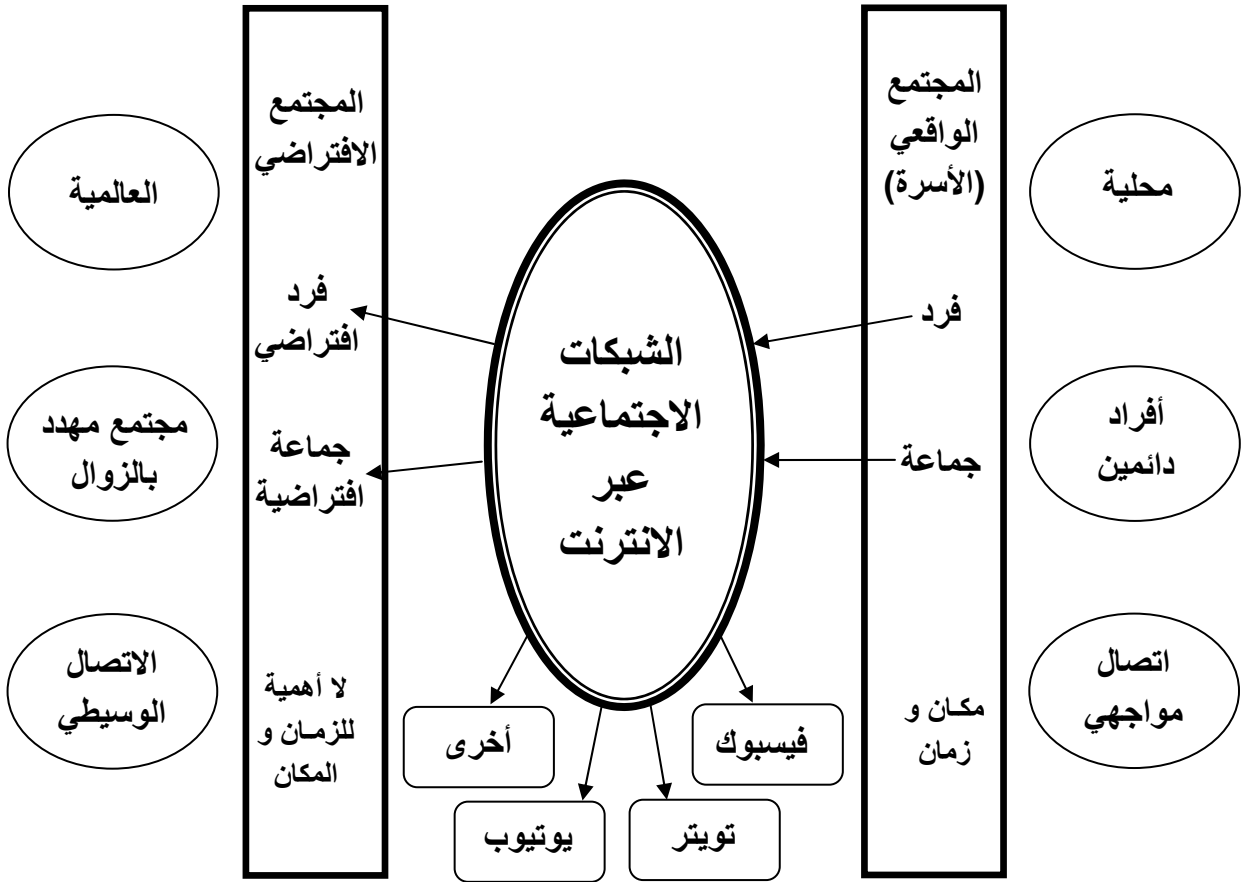 محلية
أفراد
دائمين
اتصال
مواجهي
المجتمع
الواقعي
(الأسرة)
فرد
جماعة
مكان و
زمان
الشبكات
الاجتماعية
عبر
الانترنت
فيسبوك
تويتر
يوتيوب
أخرى
المجتمع
الافتراضي
فرد
افتراضي
جماعة
افتراضية
لا أهمية
للزمان و
المكان
العالمية
مجتمع مهدد
بالزوال
الاتصال
الوسيطي